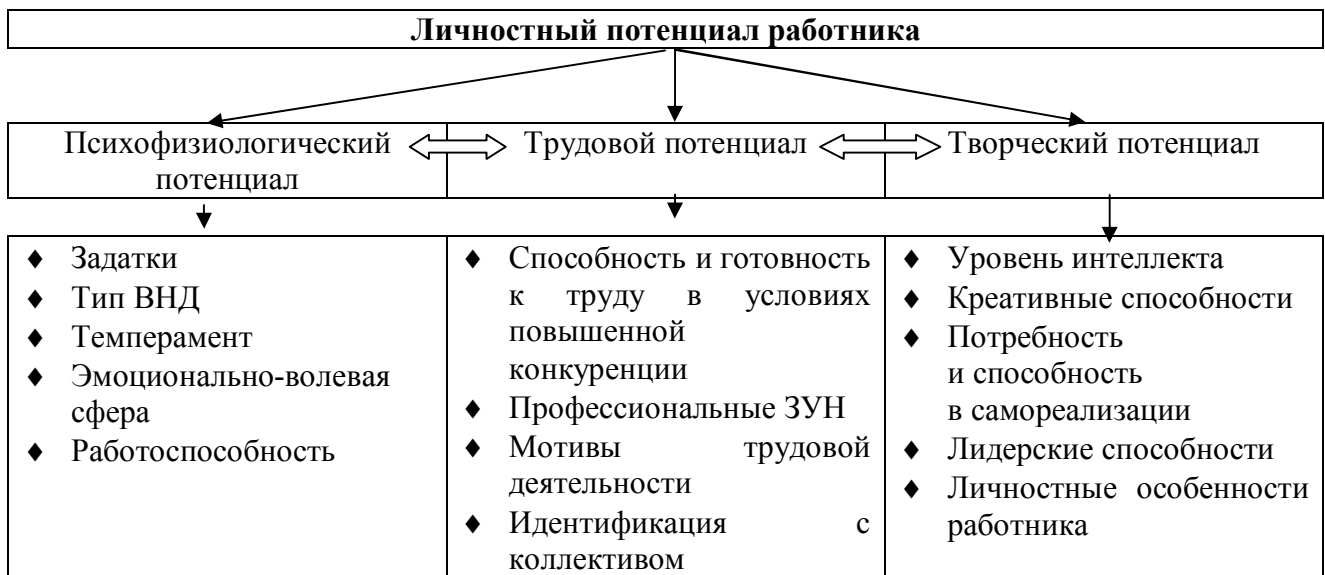 Личностный потенциал работника
Психофизиологический
потенциал
Трудовой потенциал
Творческий потенциал
♦ Задатки
♦ Тип ВНД
♦ Темперамент
♦ Эмоционально-волевая
сфера
♦ Работоспособность
♦ Способность и готовность
к труду в условиях
повышенной
конкуренции
♦ Профессиональные ЗУН
♦ Мотивы трудовой
деятельности
♦ Идентификация с
коллективом
♦ Уровень интеллекта
♦ Креативные способности
♦ Потребность
и способность
в самореализации
♦ Лидерские способности
♦ Личностные особенности
работника